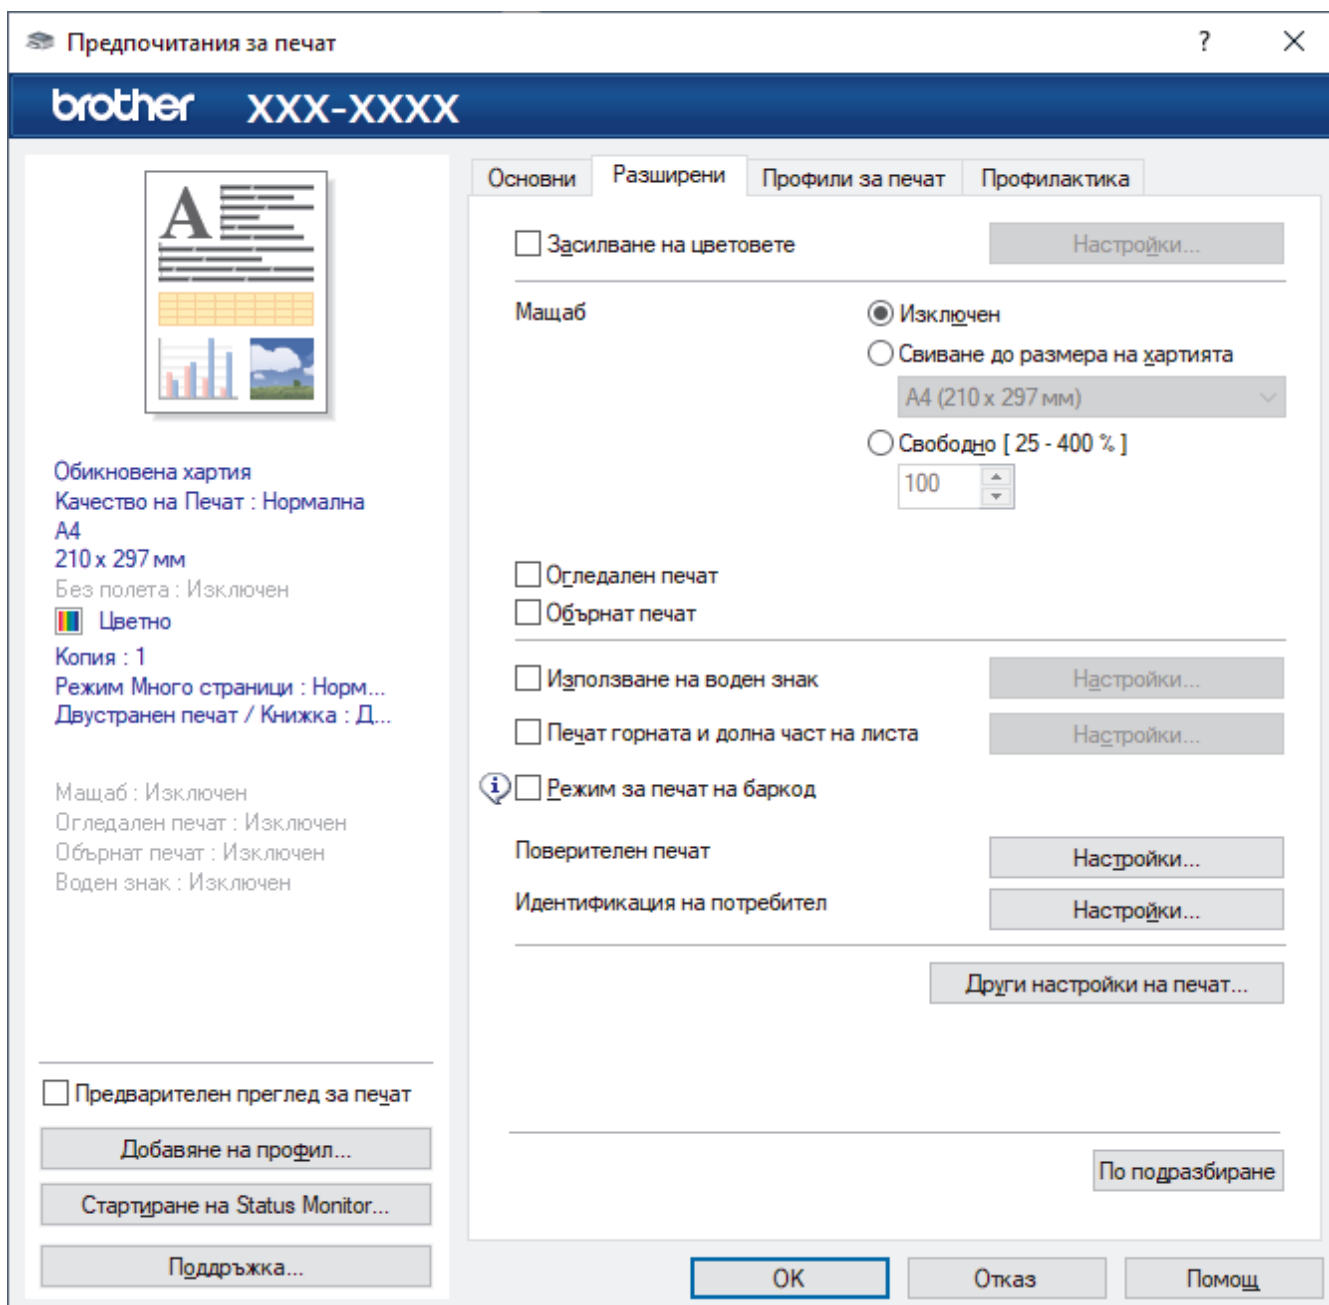 Предпочитания за печат
?
brother XXX-XXXX
A
Обикновена хартия
Качество на Печат : Нормална
A4
210 x 297 мм
Без полета : Изключен
Цветно
Копия : 1
Режим Много страници : Норм...
Двустранен печат / Книжка : Д...
Мащаб : Изключен
Огледален печат : Изключен
Обърнат печат : Изключен
Воден знак : Изключен
Предварителен преглед за печат
Добавяне на профил...
Стартиране на Status Monitor...
Поддръжка...
Основни Разширени Профили за печат Профилактика
Засилване на цветовете Настройки...
Мащаб Изключен
Свиване до размера на хартията
A4 (210 x 297 мм)
Свободно [ 25 - 400 % ]
100
Огледален печат
Обърнат печат
Използване на воден знак Настройки...
Печат горната и долна част на листа Настройки...
Режим за печат на баркод
Поверителен печат Настройки...
Идентификация на потребител Настройки...
Други настройки на печат...
По подразбиране
OK Отказ Помощ